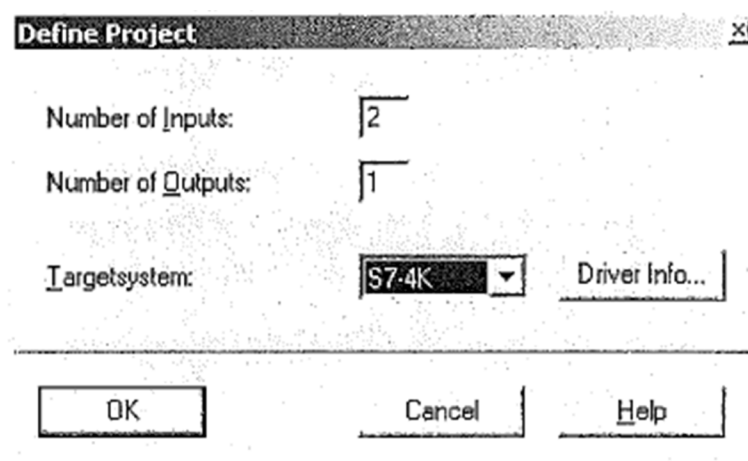 Define Project
Number of Inputs: 2
Number of Outputs: 1
Targetsystem: S7-4K Driver Info...
OK Cancel Help